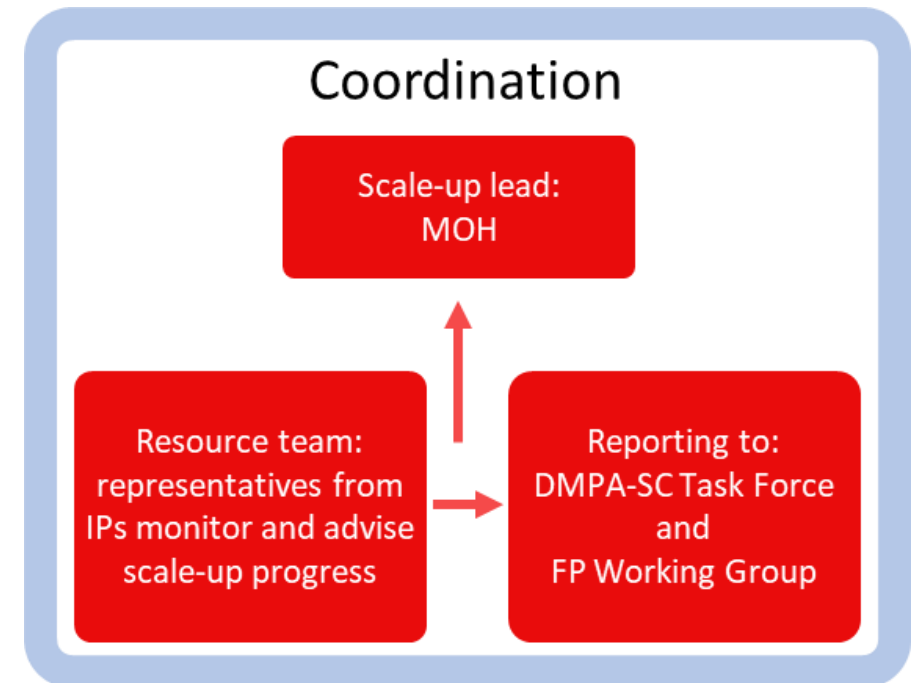 Coordination
Scale-up lead:
MOH
Resource team:
representatives from
IPs monitor and advise
scale-up progress
Reporting to:
DMPA-SC Task Force
and
FP Working Group